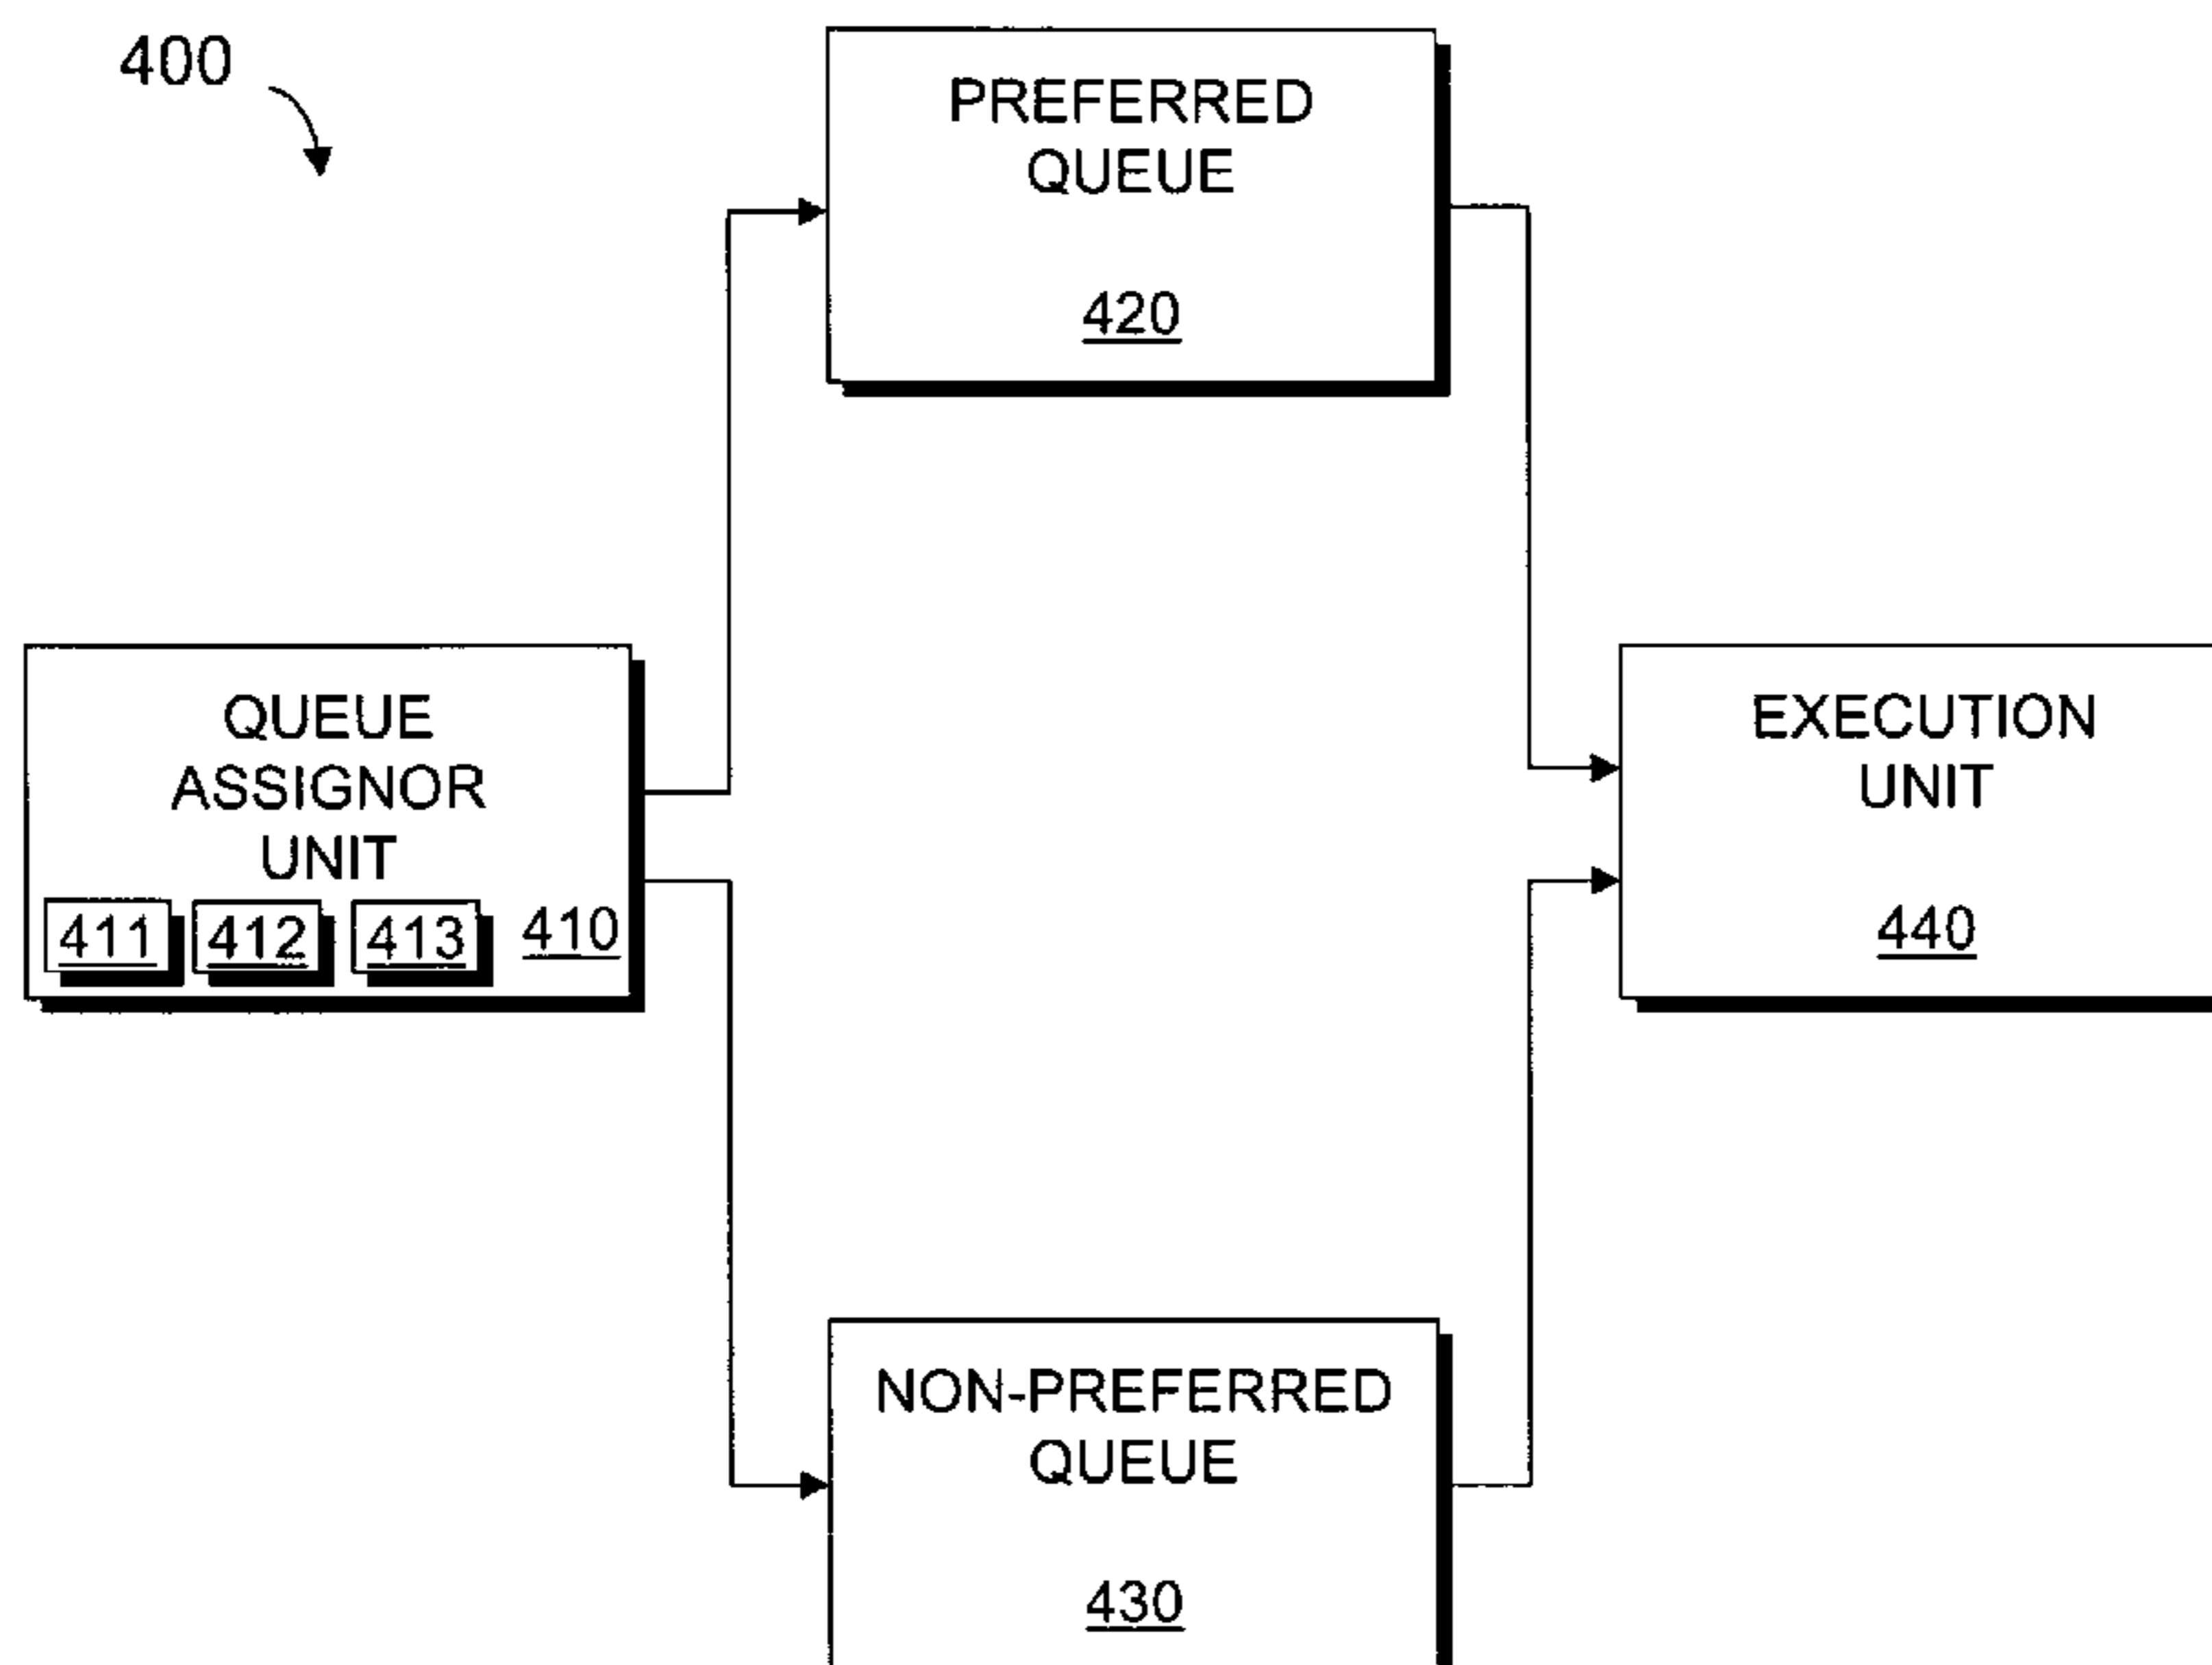 400
PREFERRED
QUEUE
420
QUEUE
ASSIGNOR
UNIT
411 412 413 410
EXECUTION
UNIT
440
NON-PREFERRED
QUEUE
430